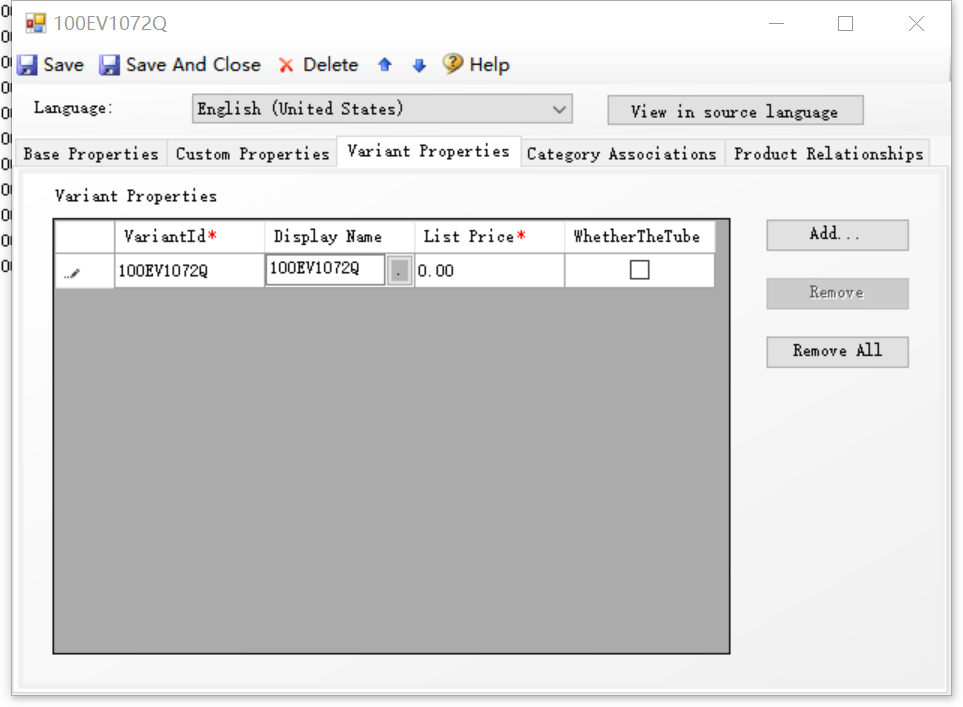 100EV1072Q
Save Save And Close Delete Help
Language: English (United States) View in source language
Base Properties Custom Properties Variant Properties Category Associations Product Relationships
Variant Properties
VariantId* Display Name List Price* WhetherTheTube
100EV1072Q 100EV1072Q . 0.00
Add...
Remove
Remove All